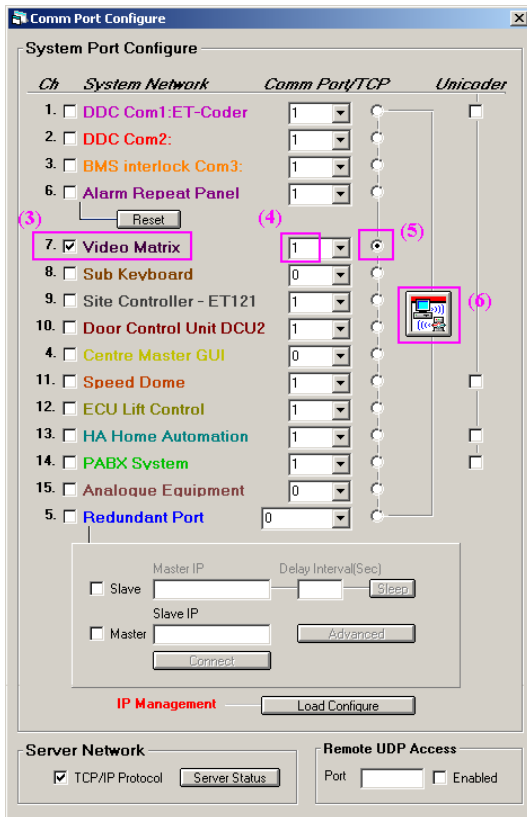 Comm Port Configure
System Port Configure
Ch System Network Comm Port/TCP Unicoder
1. DDC Com1:ET-Coder 1
2. DDC Com2: 1
3. BMS interlock Com3: 1
6. Alarm Repeat Panel 1
Reset
(3) (4) (5)
7. Video Matrix 1
8. Sub Keyboard 0
9. Site Controller - ET121 1 (6)
10. Door Control Unit DCU2 1
4. Centre Master GUI 0
11. Speed Dome 1
12. ECU Lift Control 1
13. HA Home Automation 1
14. PABX System 1
15. Analogue Equipment 0
5. Redundant Port 0
Master IP Delay Interval(Sec)
Slave Sleep
Slave IP
Master Advanced
Connect
IP Management Load Configure
Server Network Remote UDP Access
TCP/IP Protocol Server Status Port Enabled